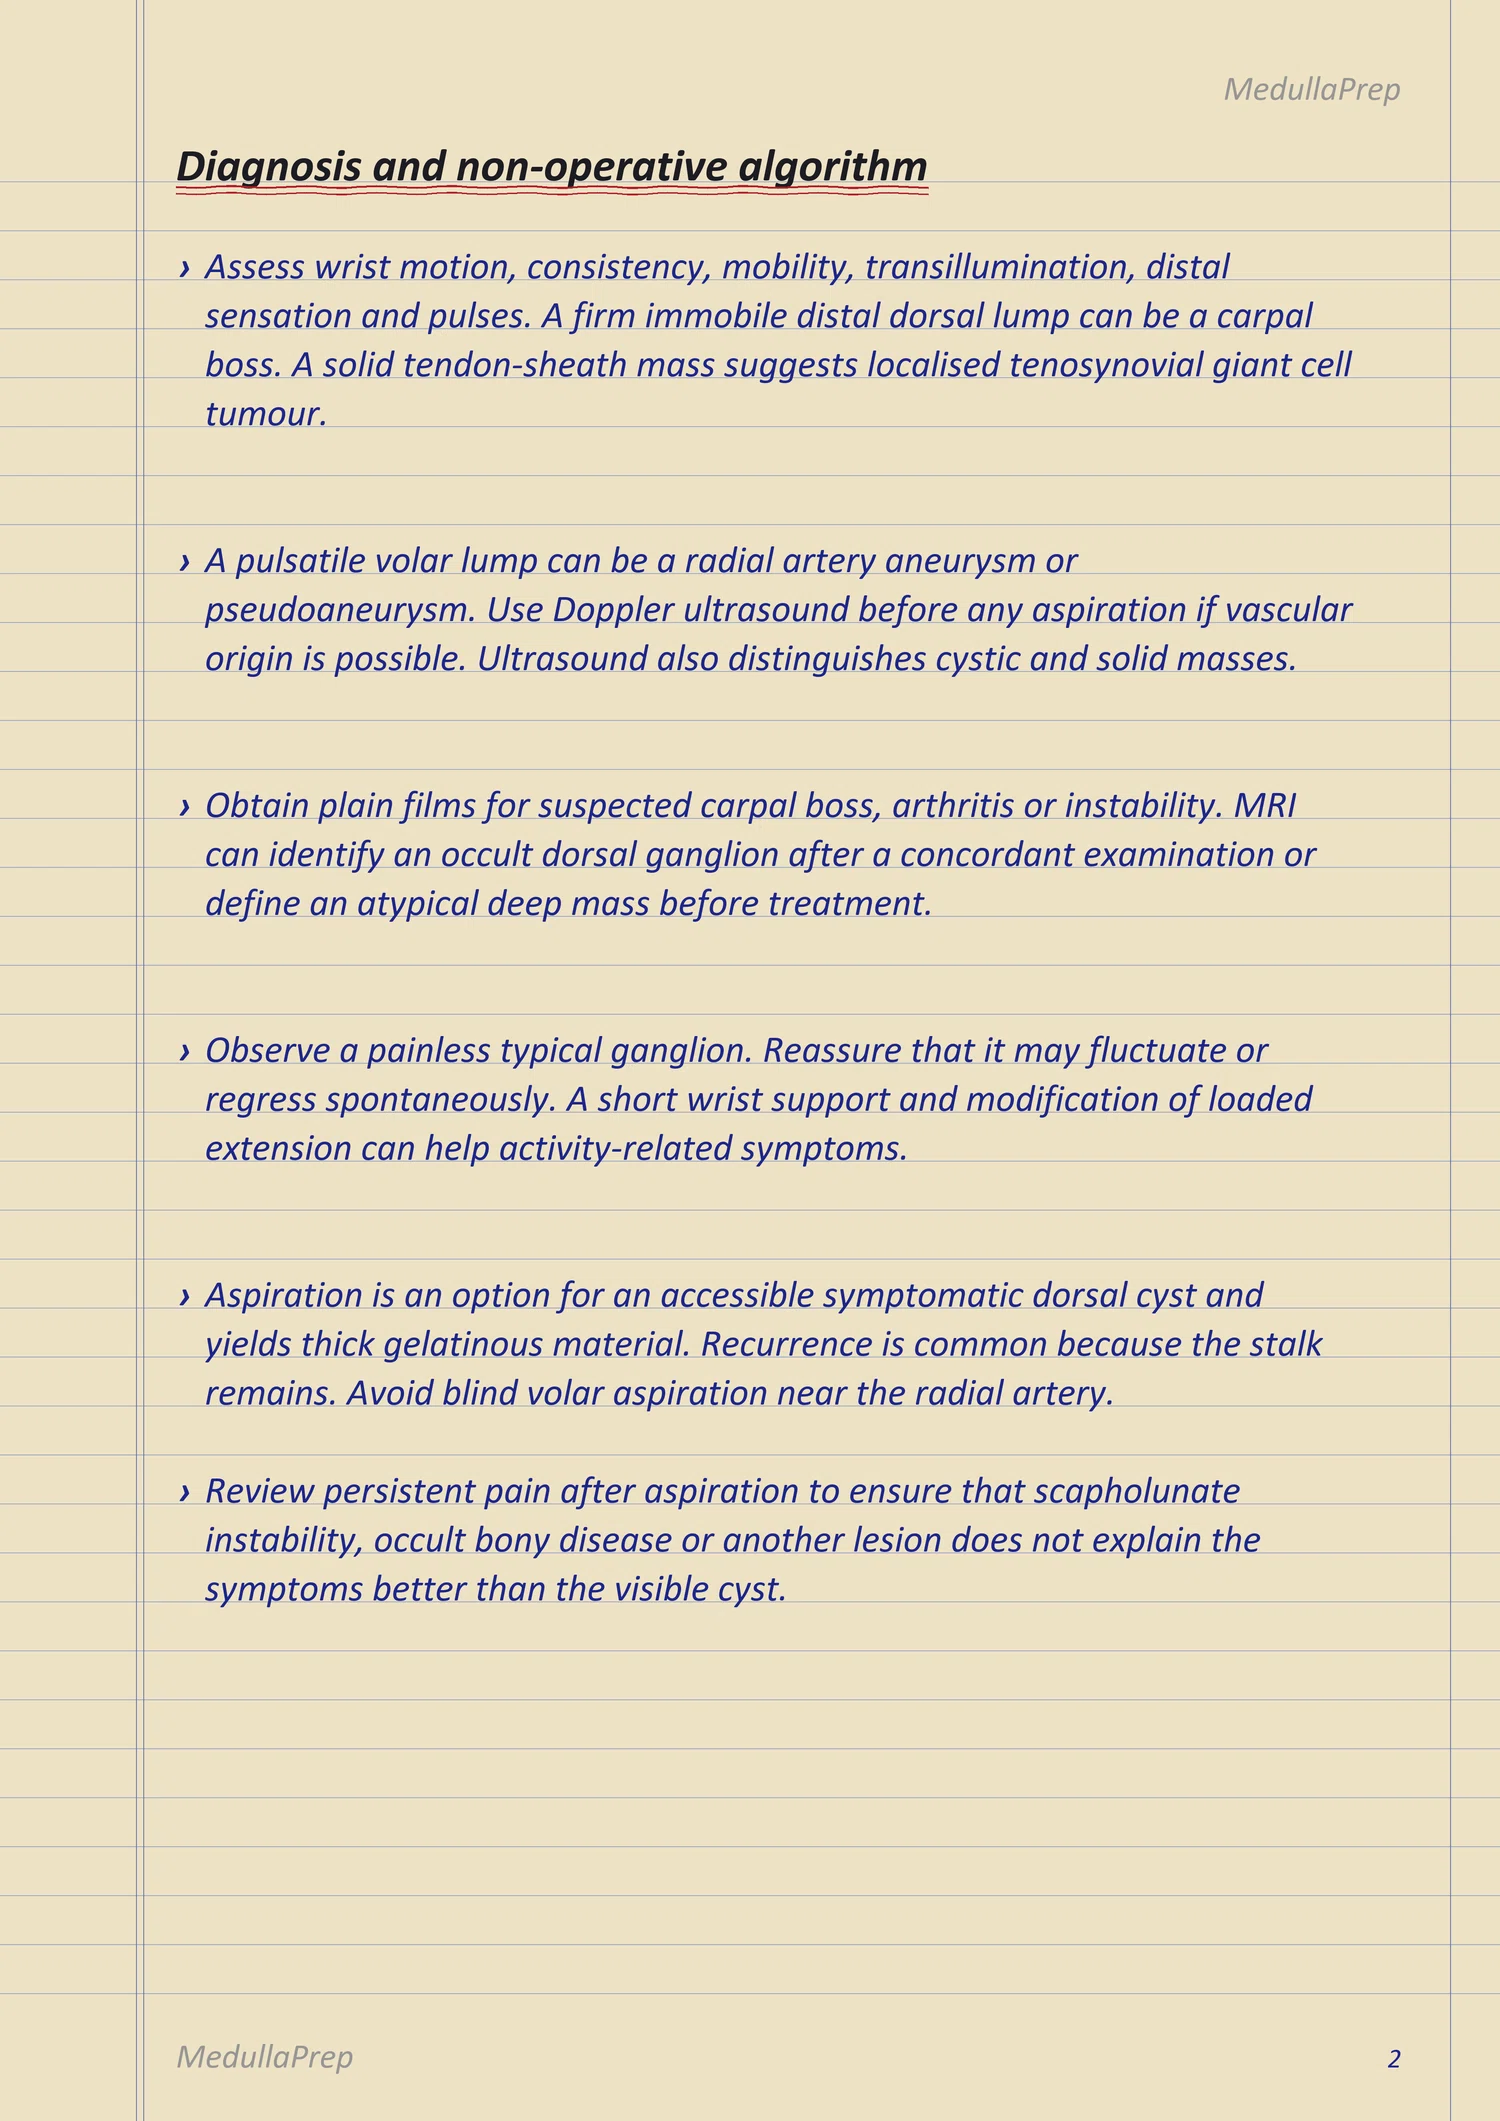 MedullaPrep
Diagnosis and non-operative algorithm
› Assess wrist motion, consistency, mobility, transillumination, distal
sensation and pulses. A firm immobile distal dorsal lump can be a carpal
boss. A solid tendon-sheath mass suggests localised tenosynovial giant cell
tumour.
› A pulsatile volar lump can be a radial artery aneurysm or
pseudoaneurysm. Use Doppler ultrasound before any aspiration if vascular
origin is possible. Ultrasound also distinguishes cystic and solid masses.
› Obtain plain films for suspected carpal boss, arthritis or instability. MRI
can identify an occult dorsal ganglion after a concordant examination or
define an atypical deep mass before treatment.
› Observe a painless typical ganglion. Reassure that it may fluctuate or
regress spontaneously. A short wrist support and modification of loaded
extension can help activity-related symptoms.
› Aspiration is an option for an accessible symptomatic dorsal cyst and
yields thick gelatinous material. Recurrence is common because the stalk
remains. Avoid blind volar aspiration near the radial artery.
› Review persistent pain after aspiration to ensure that scapholunate
instability, occult bony disease or another lesion does not explain the
symptoms better than the visible cyst.
MedullaPrep
2